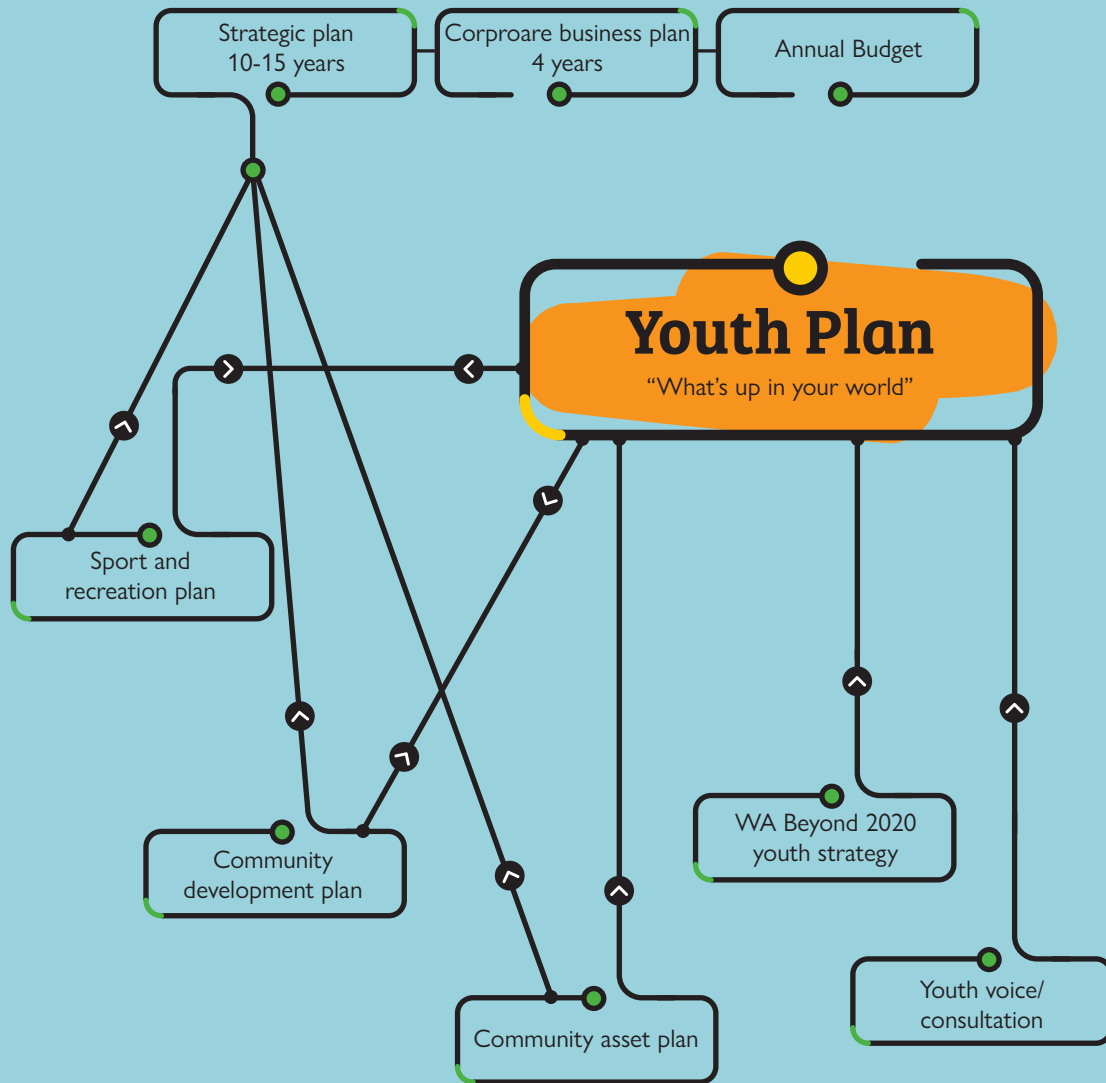 Strategic plan
10-15 years
Corproare business plan
4 years
Annual Budget
Youth Plan
“What’s up in your world”
Sport and
recreation plan
Community
development plan
WA Beyond 2020
youth strategy
Community asset plan
Youth voice/
consultation